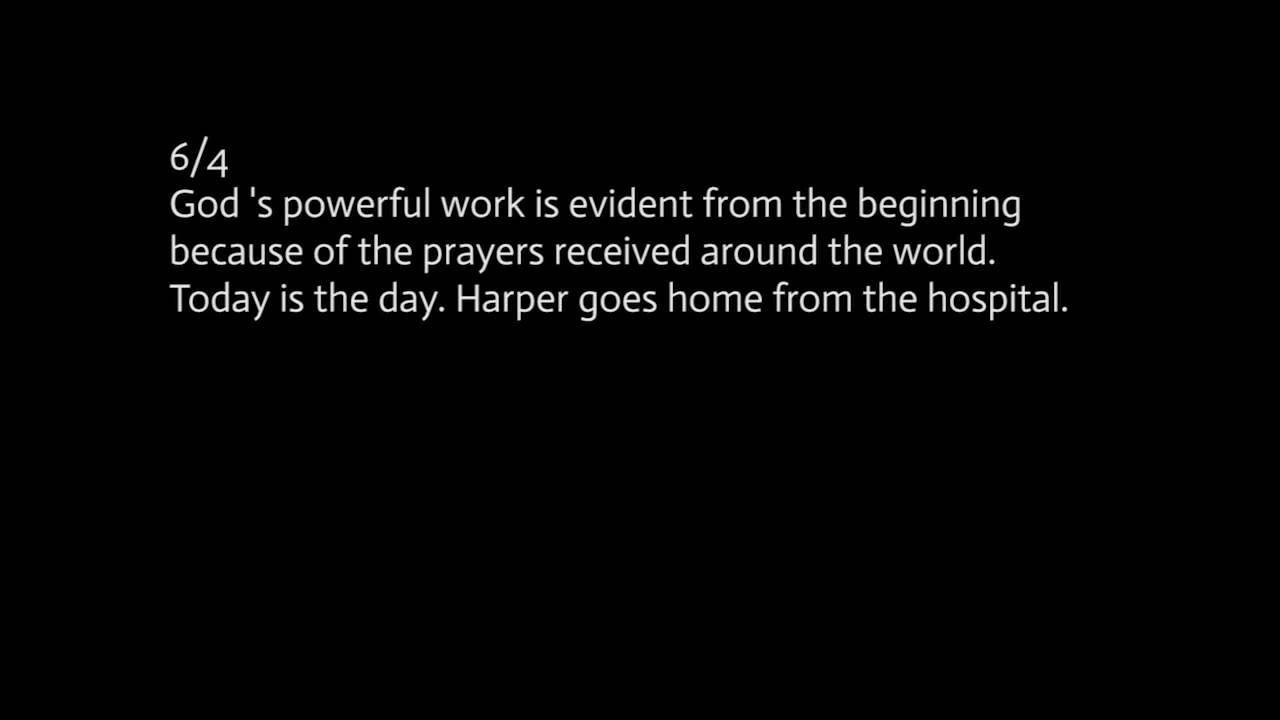 6/4
God 's powerful work is evident from the beginning
because of the prayers received around the world.
Today is the day. Harper goes home from the hospital.